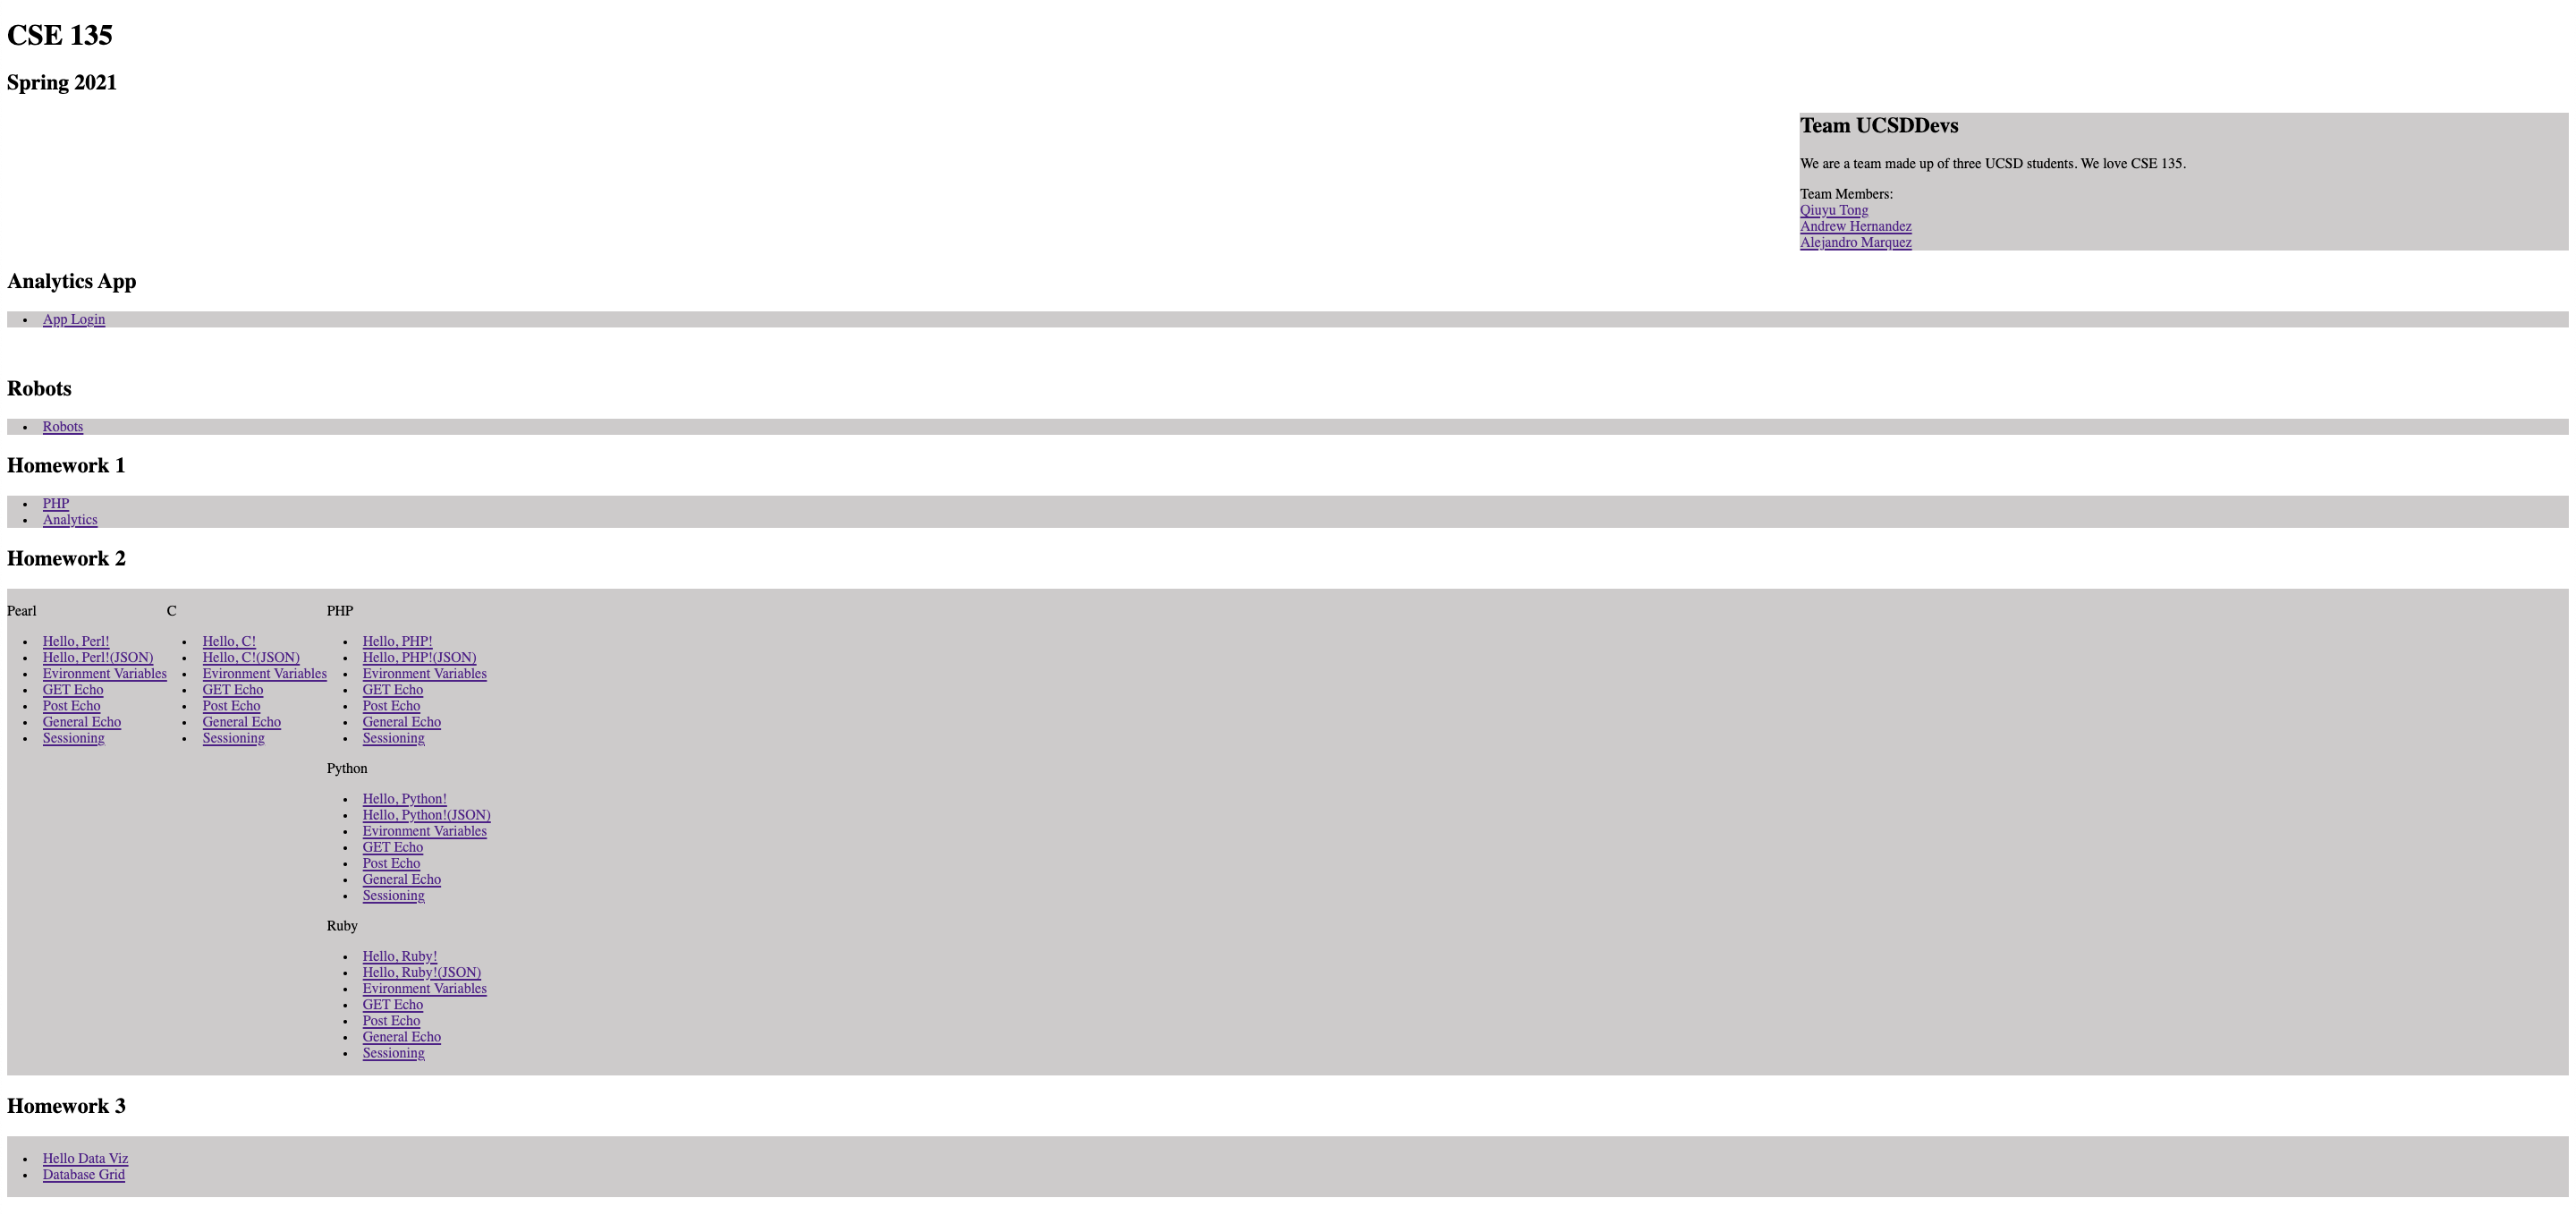 CSE 135
Spring 2021
Team UCSDDevs
We are a team made up of three UCSD students. We love CSE 135.
Team Members:
Qiuyu Tong
Andrew Hernandez
Alejandro Marquez
Analytics App
App Login
Robots
Robots
Homework 1
PHP
Analytics
Homework 2
Pearl
Hello, Perl!
Hello, Perl!(JSON)
Evironment Variables
GET Echo
Post Echo
General Echo
Sessioning
C
Hello, C!
Hello, C!(JSON)
Evironment Variables
GET Echo
Post Echo
General Echo
Sessioning
PHP
Hello, PHP!
Hello, PHP!(JSON)
Evironment Variables
GET Echo
Post Echo
General Echo
Sessioning
Python
Hello, Python!
Hello, Python!(JSON)
Evironment Variables
GET Echo
Post Echo
General Echo
Sessioning
Ruby
Hello, Ruby!
Hello, Ruby!(JSON)
Evironment Variables
GET Echo
Post Echo
General Echo
Sessioning
Homework 3
Hello Data Viz
Database Grid